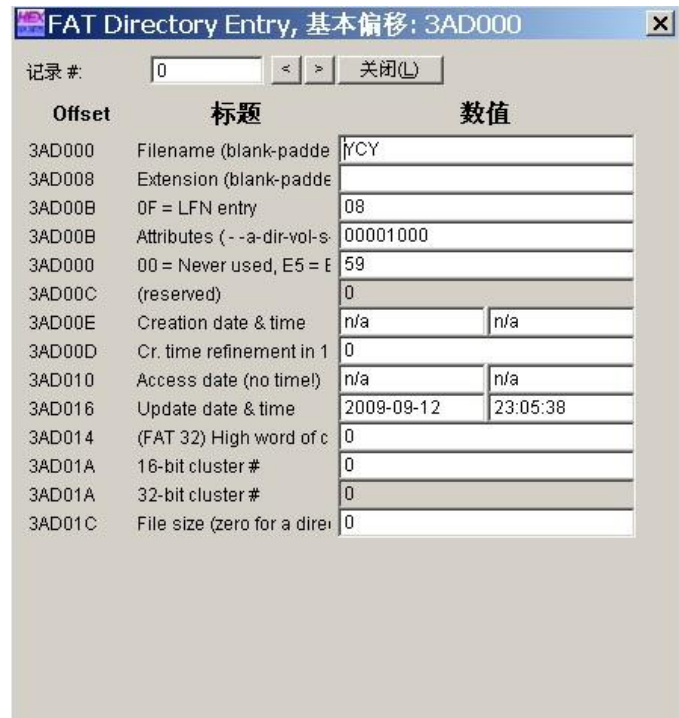 FAT Directory Entry, 基本偏移: 3AD000
记录 #: 0 < > 关闭(L)
Offset 标题 数值
3AD000 Filename (blank-padde YCY
3AD008 Extension (blank-padde
3AD00B 0F = LFN entry 08
3AD00B Attributes ( - -a-dir-vol-s- 00001000
3AD000 00 = Never used, E5 = E 59
3AD00C (reserved) 0
3AD00E Creation date & time n/a n/a
3AD00D Cr. time refinement in 1 0
3AD010 Access date (no time!) n/a n/a
3AD016 Update date & time 2009-09-12 23:05:38
3AD014 (FAT 32) High word of c 0
3AD01A 16-bit cluster # 0
3AD01A 32-bit cluster # 0
3AD01C File size (zero for a dire 0